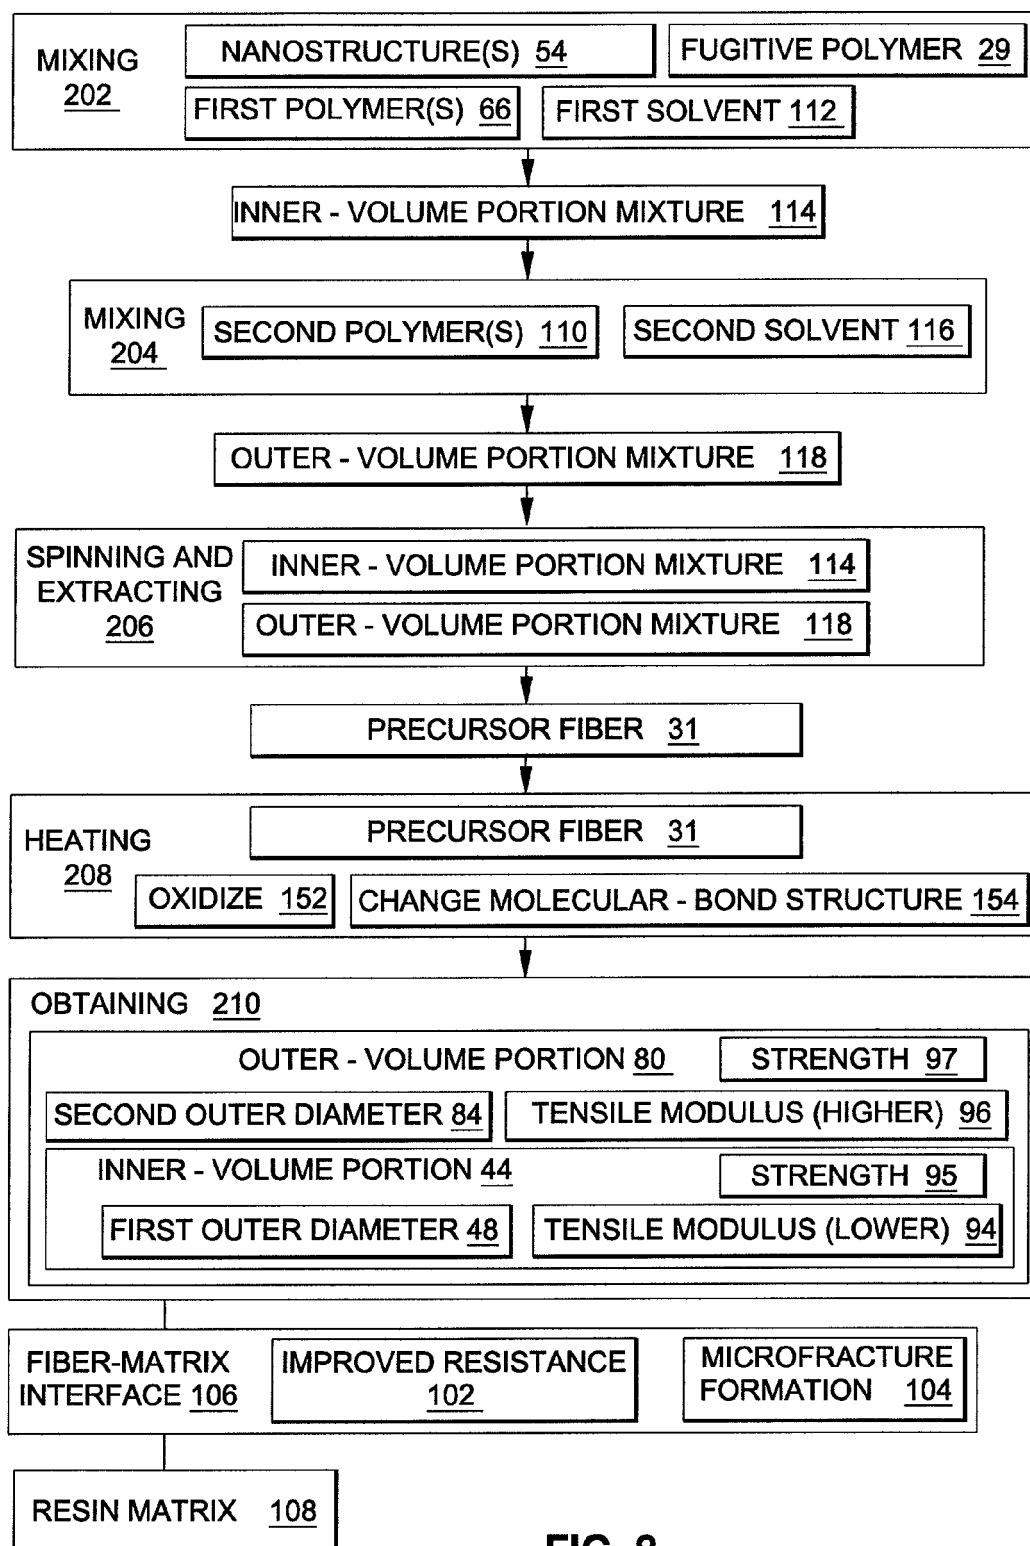 MIXING
202
NANOSTRUCTURE(S) 54
FUGITIVE POLYMER 29
FIRST POLYMER(S) 66
FIRST SOLVENT 112
INNER - VOLUME PORTION MIXTURE 114
MIXING
204
SECOND POLYMER(S) 110
SECOND SOLVENT 116
OUTER - VOLUME PORTION MIXTURE 118
SPINNING AND
EXTRACTING
206
INNER - VOLUME PORTION MIXTURE 114
OUTER - VOLUME PORTION MIXTURE 118
PRECURSOR FIBER 31
HEATING
208
PRECURSOR FIBER 31
OXIDIZE 152
CHANGE MOLECULAR - BOND STRUCTURE 154
OBTAINING 210
OUTER - VOLUME PORTION 80
STRENGTH 97
SECOND OUTER DIAMETER 84
TENSILE MODULUS (HIGHER) 96
INNER - VOLUME PORTION 44
STRENGTH 95
FIRST OUTER DIAMETER 48
TENSILE MODULUS (LOWER) 94
FIBER-MATRIX
INTERFACE 106
IMPROVED RESISTANCE
102
MICROFRACTURE
FORMATION 104
RESIN MATRIX 108
FIG. 8